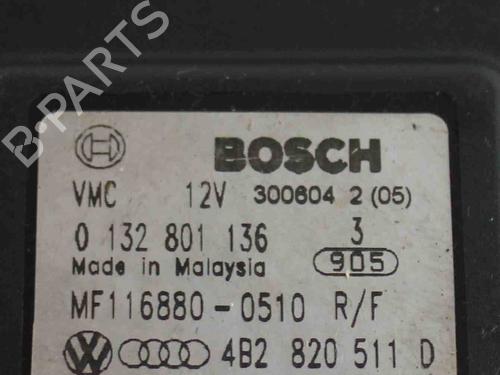 BOSCH
VMC 12V 300604 2 (05)
0 132 801 136 3
Made in Malaysia 905
MF116880-0510 R/F
4B2 820 511 D
B-PARTS